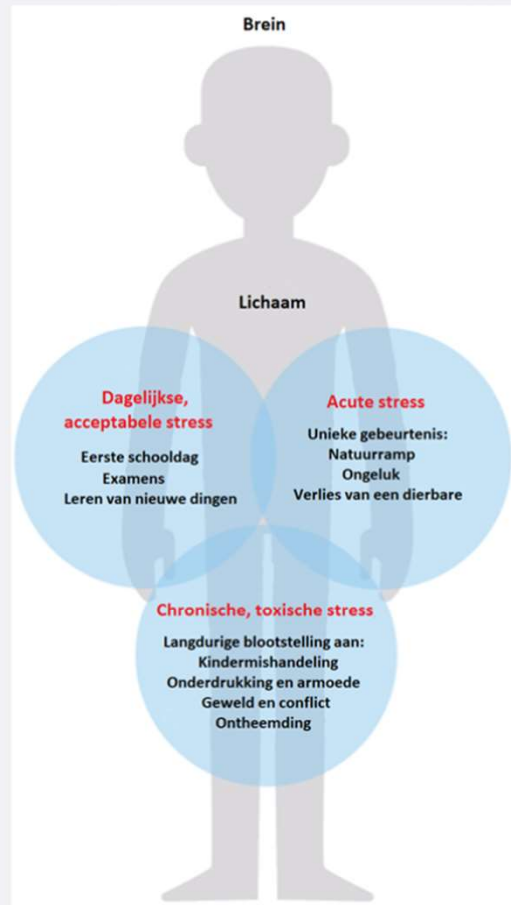 Brein
Lichaam
Dagelijkse,
acceptabele stress
Eerste schooldag
Examens
Leren van nieuwe dingen
Acute stress
Unieke gebeurtenis:
Natuurramp
Ongeluk
Verlies van een dierbare
Chronische, toxische stress
Langdurige blootstelling aan:
Kindermishandeling
Onderdrukking en armoede
Geweld en conflict
Ontheemding